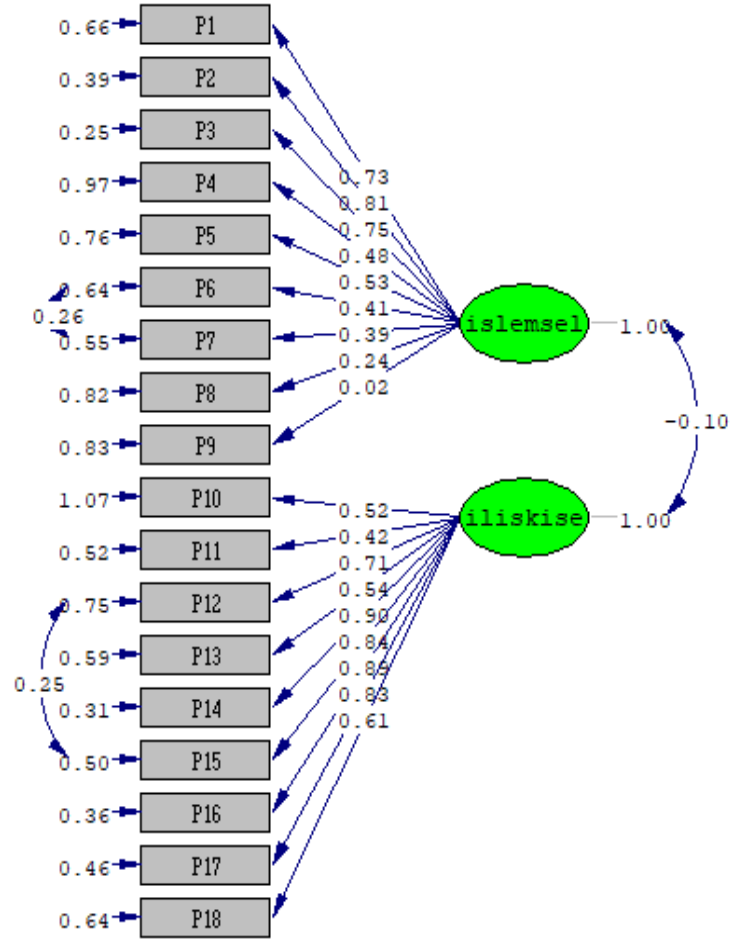 0.66 P1
0.39 P2
0.25 P3
0.97 P4
0.76 P5
0.64 P6
0.26
0.55 P7
0.82 P8
0.83 P9
1.07 P10
0.52 P11
0.75 P12
0.59 P13
0.25
0.31 P14
0.50 P15
0.36 P16
0.46 P17
0.64 P18
0.73
0.81
0.75
0.48
0.53
0.41
0.39
0.24
0.02
0.52
0.42
0.71
0.54
0.90
0.84
0.89
0.83
0.61
islemsel 1.00
-0.10
iliskise 1.00